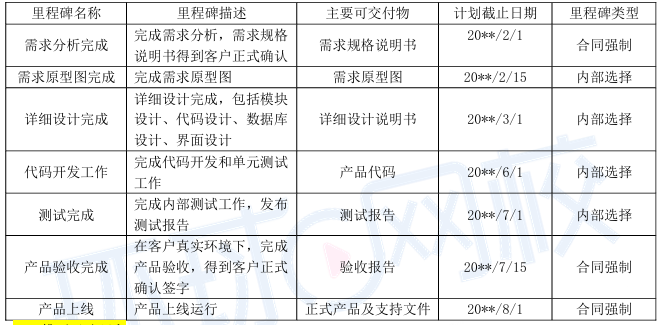 里程碑名称 里程碑描述 主要可交付物 计划截止日期 里程碑类型
需求分析完成 完成需求分析，需求规格 需求规格说明书 20**/2/1 合同强制
说明书得到客户正式确认
需求原型图完成 完成需求原型图 需求原型图 20**/2/15 内部选择
详细设计完成 详细设计完成，包括模块 详细设计说明书 20**/3/1 内部选择
设计、代码设计、数据库
设计、界面设计
代码开发工作 完成代码开发和单元测试 产品代码 20**/6/1 内部选择
工作
测试完成 完成内部测试工作，发布 测试报告 20**/7/1 内部选择
测试报告
产品验收完成 在客户真实环境下，完成 验收报告 20**/7/15 合同强制
产品验收，得到客户正式
确认签字
产品上线 产品上线运行 正式产品及支持文件 20**/8/1 合同强制
环球网校